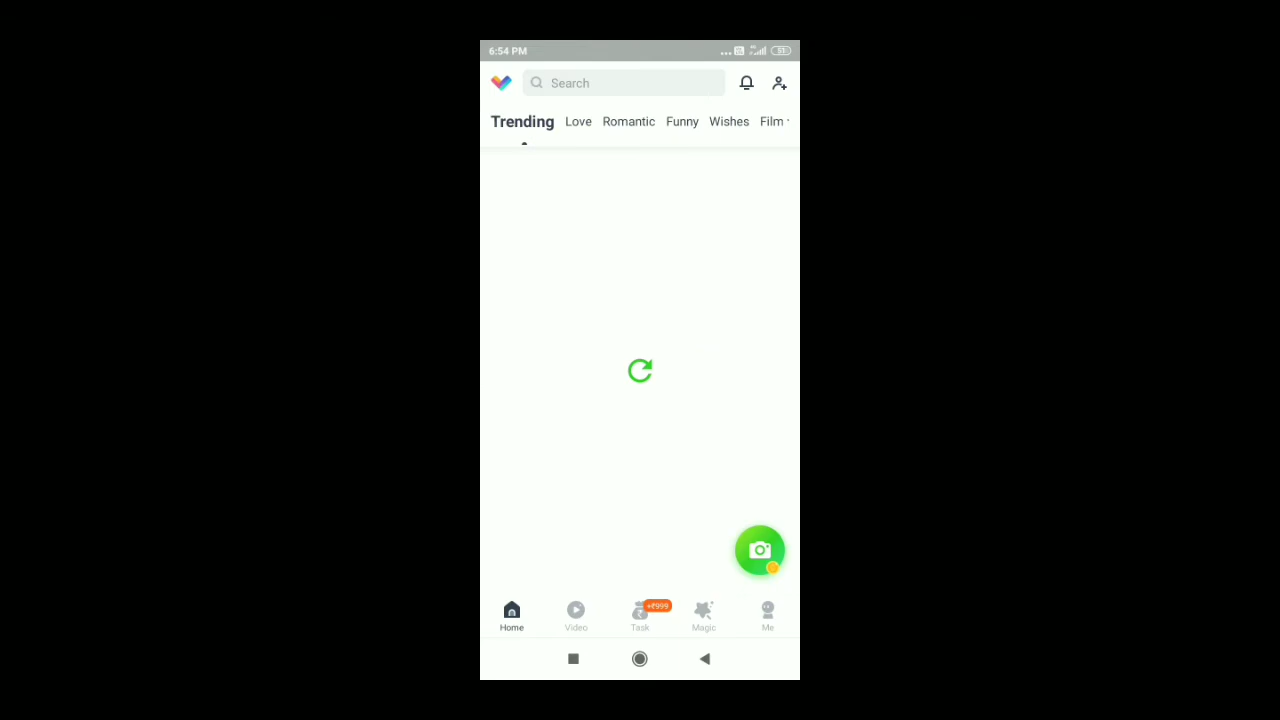 6:54 PM
Search
Trending Love Romantic Funny Wishes Film
+₹999
Home Video Task Magic Me